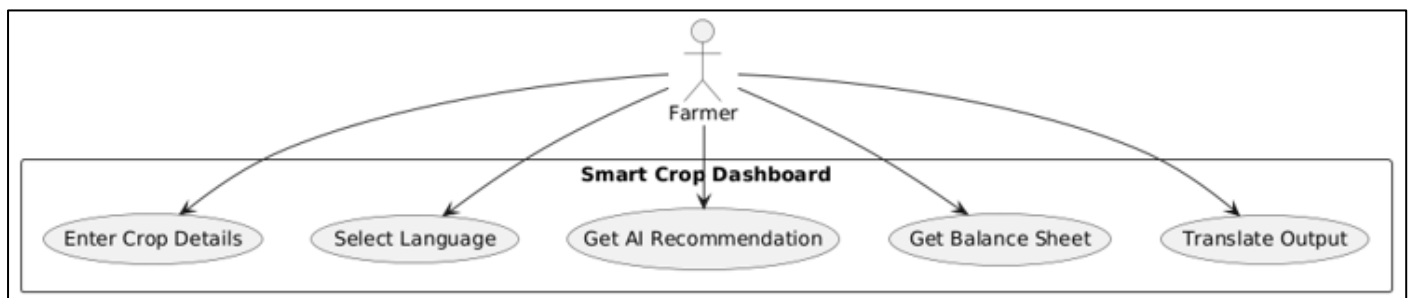 Farmer
Smart Crop Dashboard
Enter Crop Details
Select Language
Get AI Recommendation
Get Balance Sheet
Translate Output